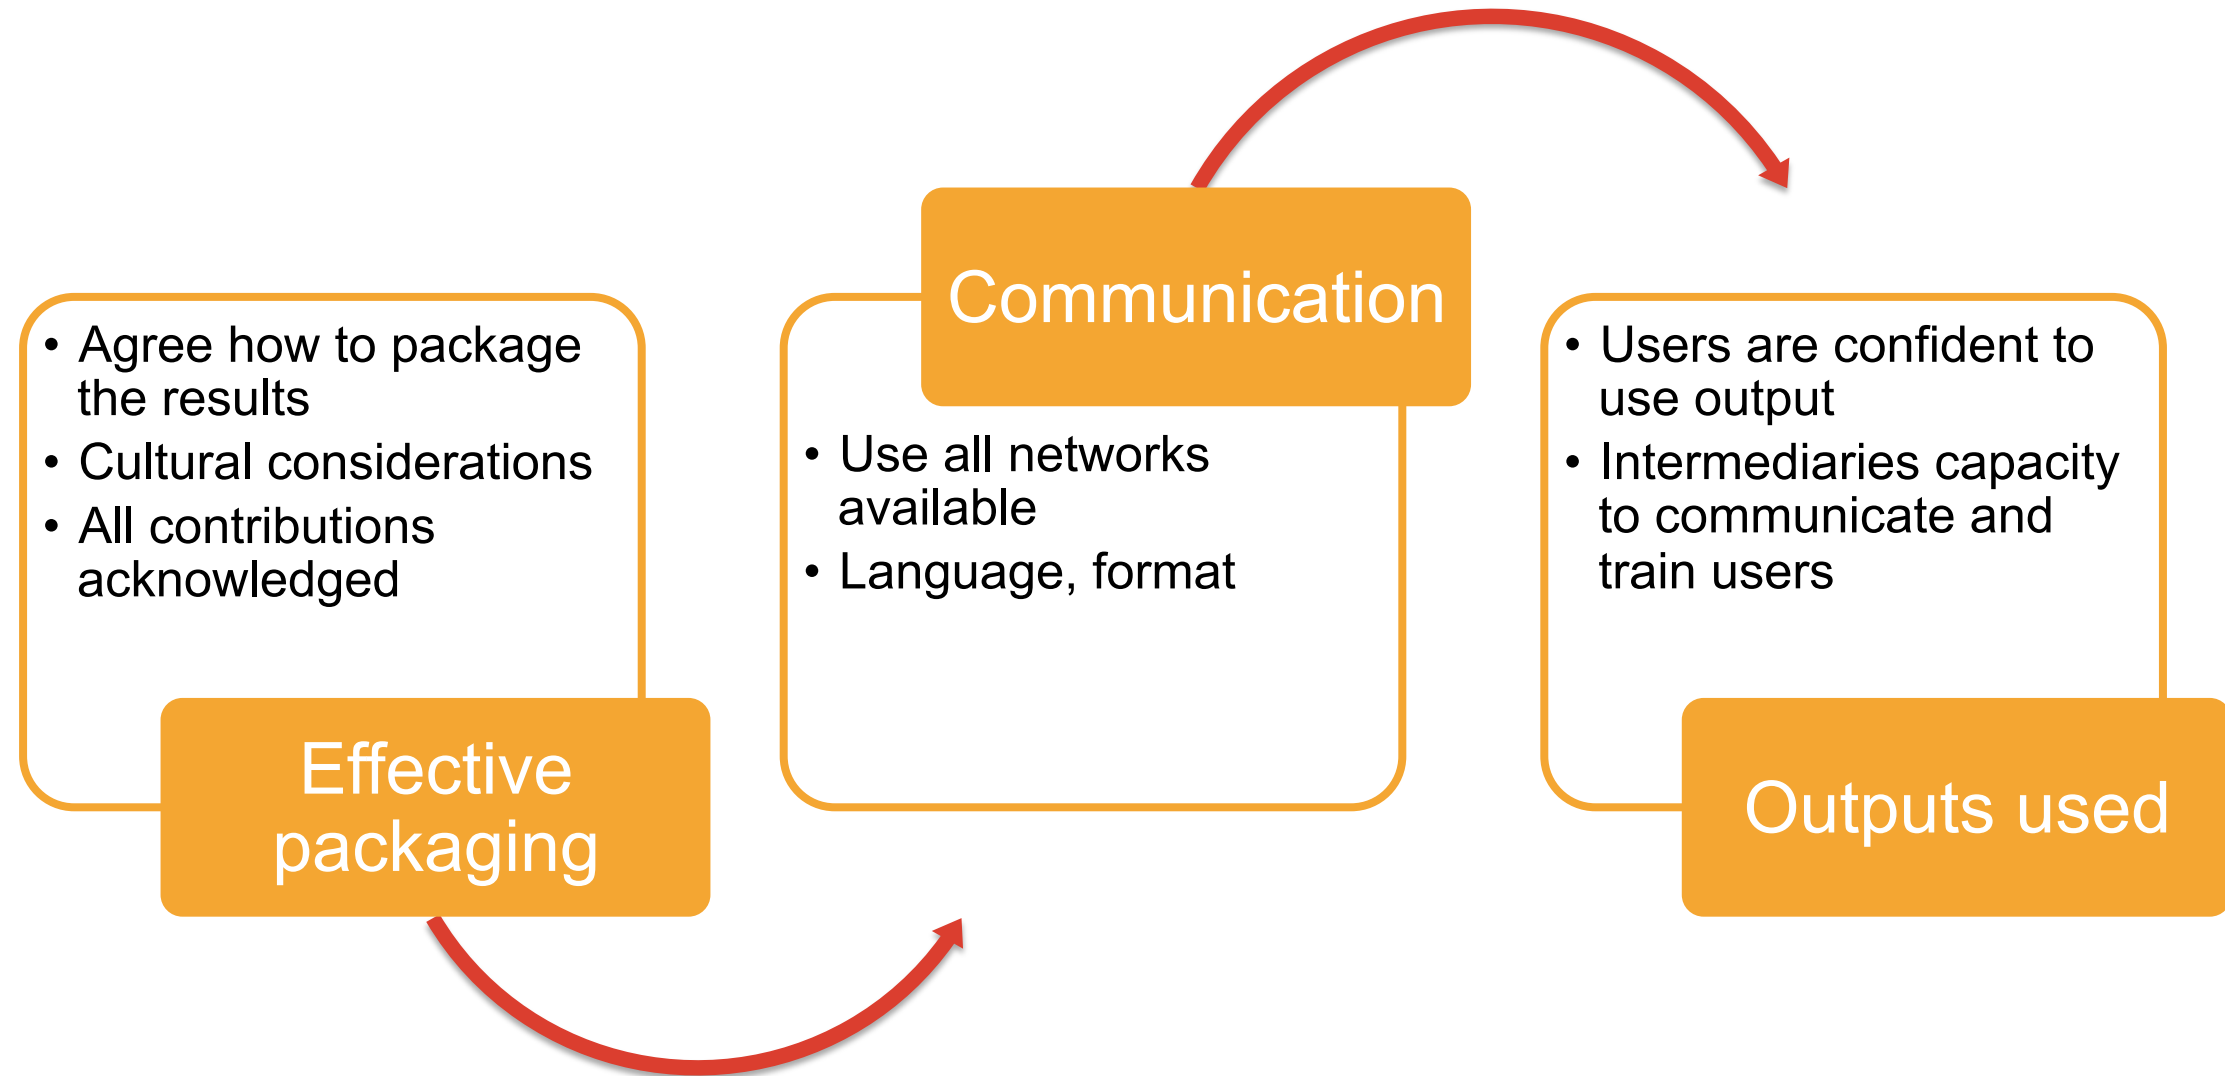 • Agree how to package
the results
• Cultural considerations
• All contributions
acknowledged
Effective
packaging
Communication
• Use all networks
available
• Language, format
• Users are confident to
use output
• Intermediaries capacity
to communicate and
train users
Outputs used